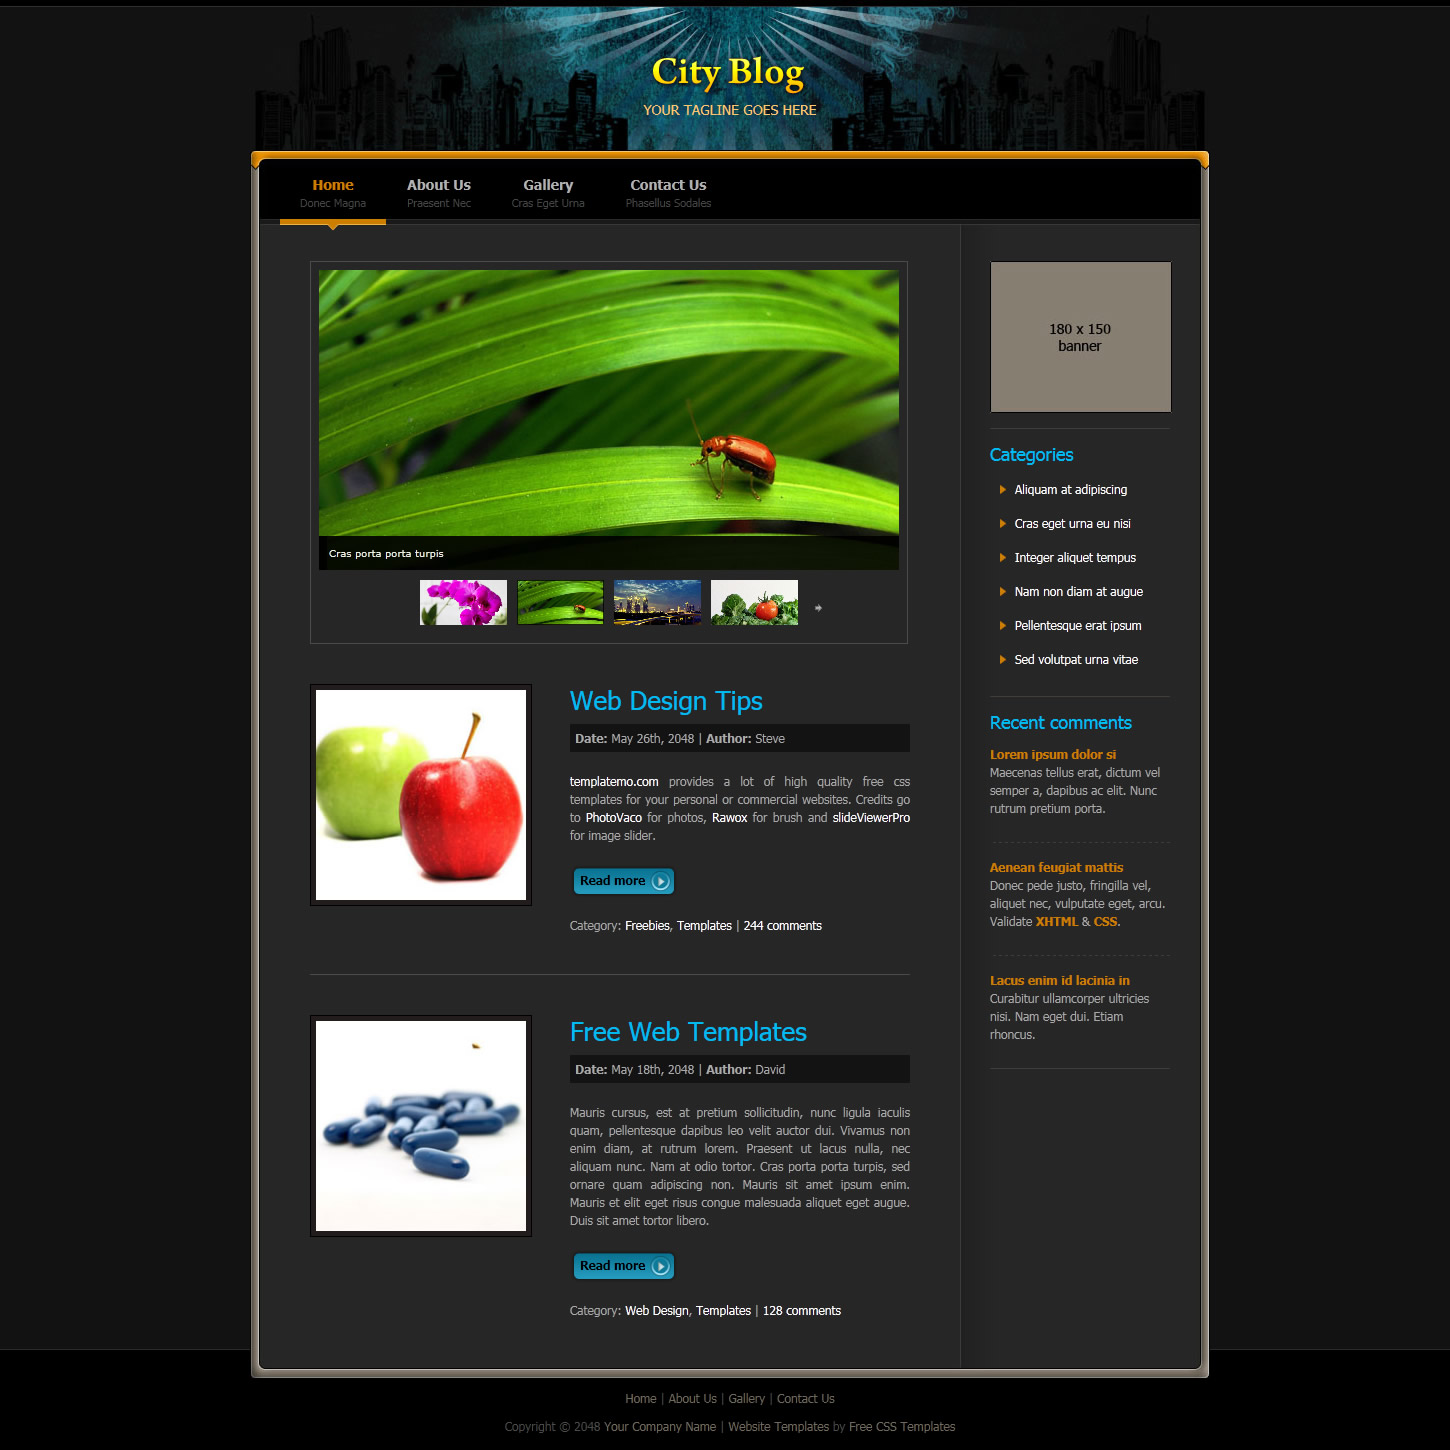 City Blog
YOUR TAGLINE GOES HERE
Home
Donec Magna
About Us
Praesent Nec
Gallery
Cras Eget Urna
Contact Us
Phasellus Sodales
Cras porta porta turpis
Web Design Tips
Date: May 26th, 2048 | Author: Steve
templatemo.com provides a lot of high quality free css
templates for your personal or commercial websites. Credits go
to PhotoVaco for photos, Rawox for brush and slideViewerPro
for image slider.
Read more
Category: Freebies, Templates | 244 comments
Free Web Templates
Date: May 18th, 2048 | Author: David
Mauris cursus, est at pretium sollicitudin, nunc ligula iaculis
quam, pellentesque dapibus leo velit auctor dui. Vivamus non
enim diam, at rutrum lorem. Praesent ut lacus nulla, nec
aliquam nunc. Nam at odio tortor. Cras porta porta turpis, sed
ornare quam adipiscing non. Mauris sit amet ipsum enim.
Mauris et elit eget risus congue malesuada aliquet eget augue.
Duis sit amet tortor libero.
Read more
Category: Web Design, Templates | 128 comments
180 x 150
banner
Categories
Aliquam at adipiscing
Cras eget urna eu nisi
Integer aliquet tempus
Nam non diam at augue
Pellentesque erat ipsum
Sed volutpat urna vitae
Recent comments
Lorem ipsum dolor si
Maecenas tellus erat, dictum vel
semper a, dapibus ac elit. Nunc
rutrum pretium porta.
Aenean feugiat mattis
Donec pede justo, fringilla vel,
aliquet nec, vulputate eget, arcu.
Validate XHTML & CSS.
Lacus enim id lacinia in
Curabitur ullamcorper ultricies
nisi. Nam eget dui. Etiam
rhoncus.
Home | About Us | Gallery | Contact Us
Copyright © 2048 Your Company Name | Website Templates by Free CSS Templates